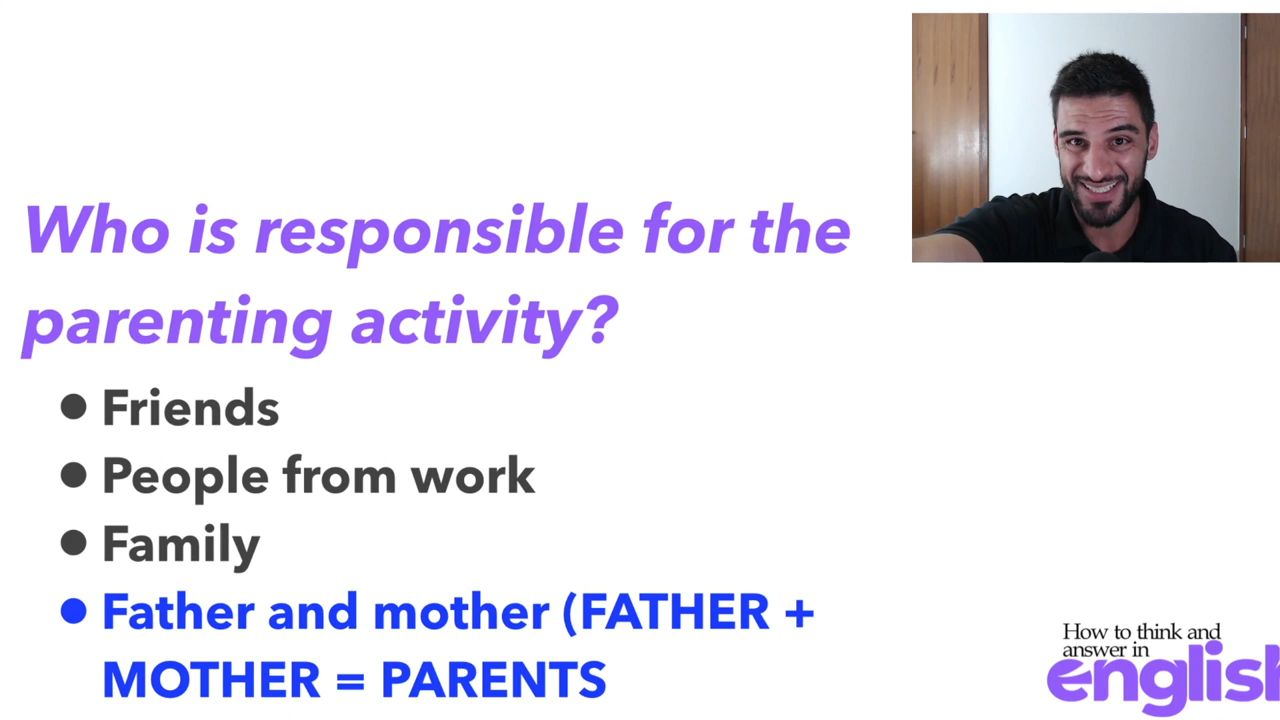 Who is responsible for the
parenting activity?
● Friends
● People from work
● Family
● Father and mother (FATHER +
MOTHER = PARENTS
How to think and
answer in
english